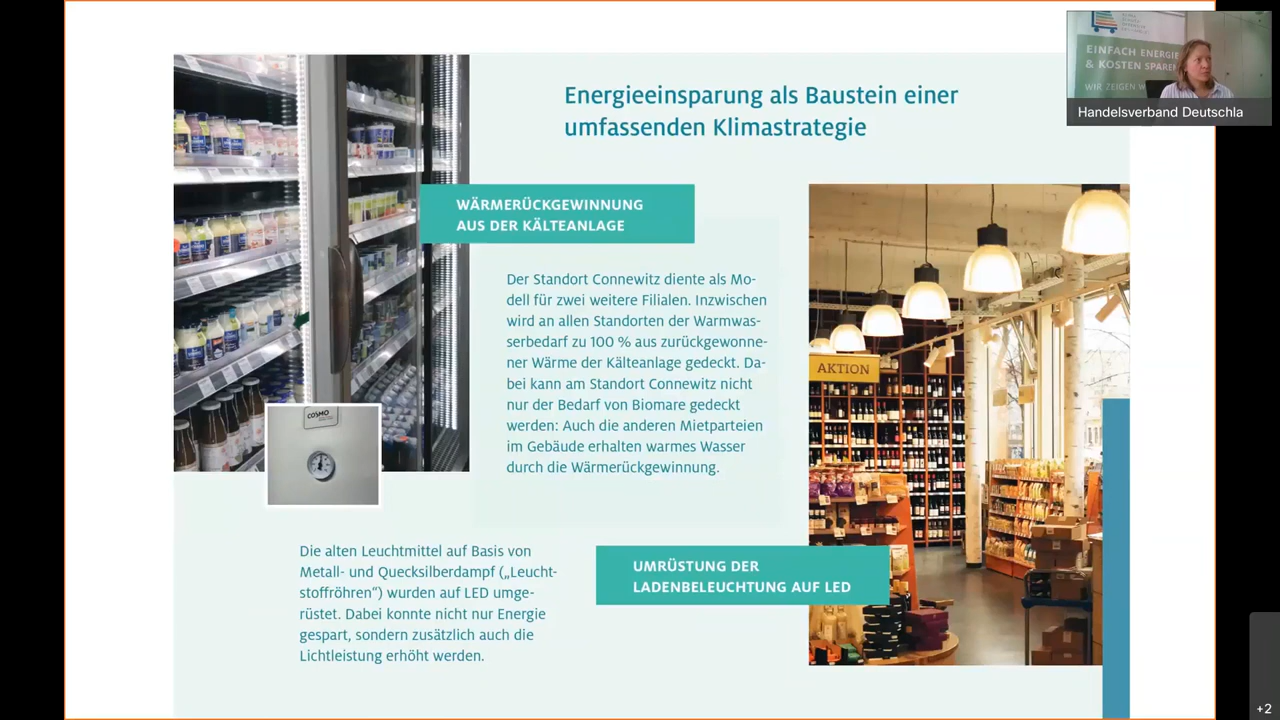 Energieeinsparung als Baustein einer
umfassenden Klimastrategie
EINFACH ENERGIE
& KOSTEN SPAREN
WIR ZEIGEN
Handelsverband Deutschla
WÄRMERÜCKGEWINNUNG
AUS DER KÄLTEANLAGE
Der Standort Connewitz diente als Mo-
dell für zwei weitere Filialen. Inzwischen
wird an allen Standorten der Warmwas-
serbedarf zu 100 % aus zurückgewonne-
ner Wärme der Kälteanlage gedeckt. Da-
bei kann am Standort Connewitz nicht
nur der Bedarf von Biomare gedeckt
werden: Auch die anderen Mietparteien
im Gebäude erhalten warmes Wasser
durch die Wärmerückgewinnung.
AKTION
COSMO
Die alten Leuchtmittel auf Basis von
Metall- und Quecksilberdampf („Leucht-
stoffröhren“) wurden auf LED umge-
rüstet. Dabei konnte nicht nur Energie
gespart, sondern zusätzlich auch die
Lichtleistung erhöht werden.
UMRÜSTUNG DER
LADENBELEUCHTUNG AUF LED
+2